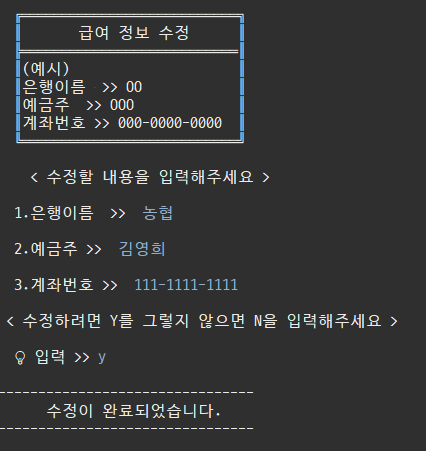 급여 정보 수정
(예시)
은행이름 >> OO
예금주 >> OOO
계좌번호 >> 000-0000-0000
< 수정할 내용을 입력해주세요 >
1.은행이름 >> 농협
2.예금주 >> 김영희
3.계좌번호 >> 111-1111-1111
< 수정하려면 Y를 그렇지 않으면 N을 입력해주세요 >
입력 >> y
수정이 완료되었습니다.